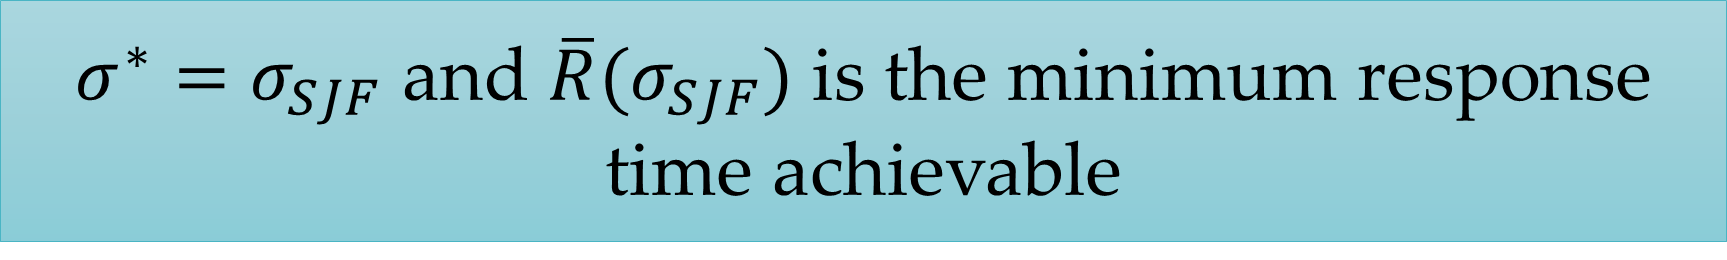 σ* = σ_SJF and R̄(σ_SJF) is the minimum response
time achievable